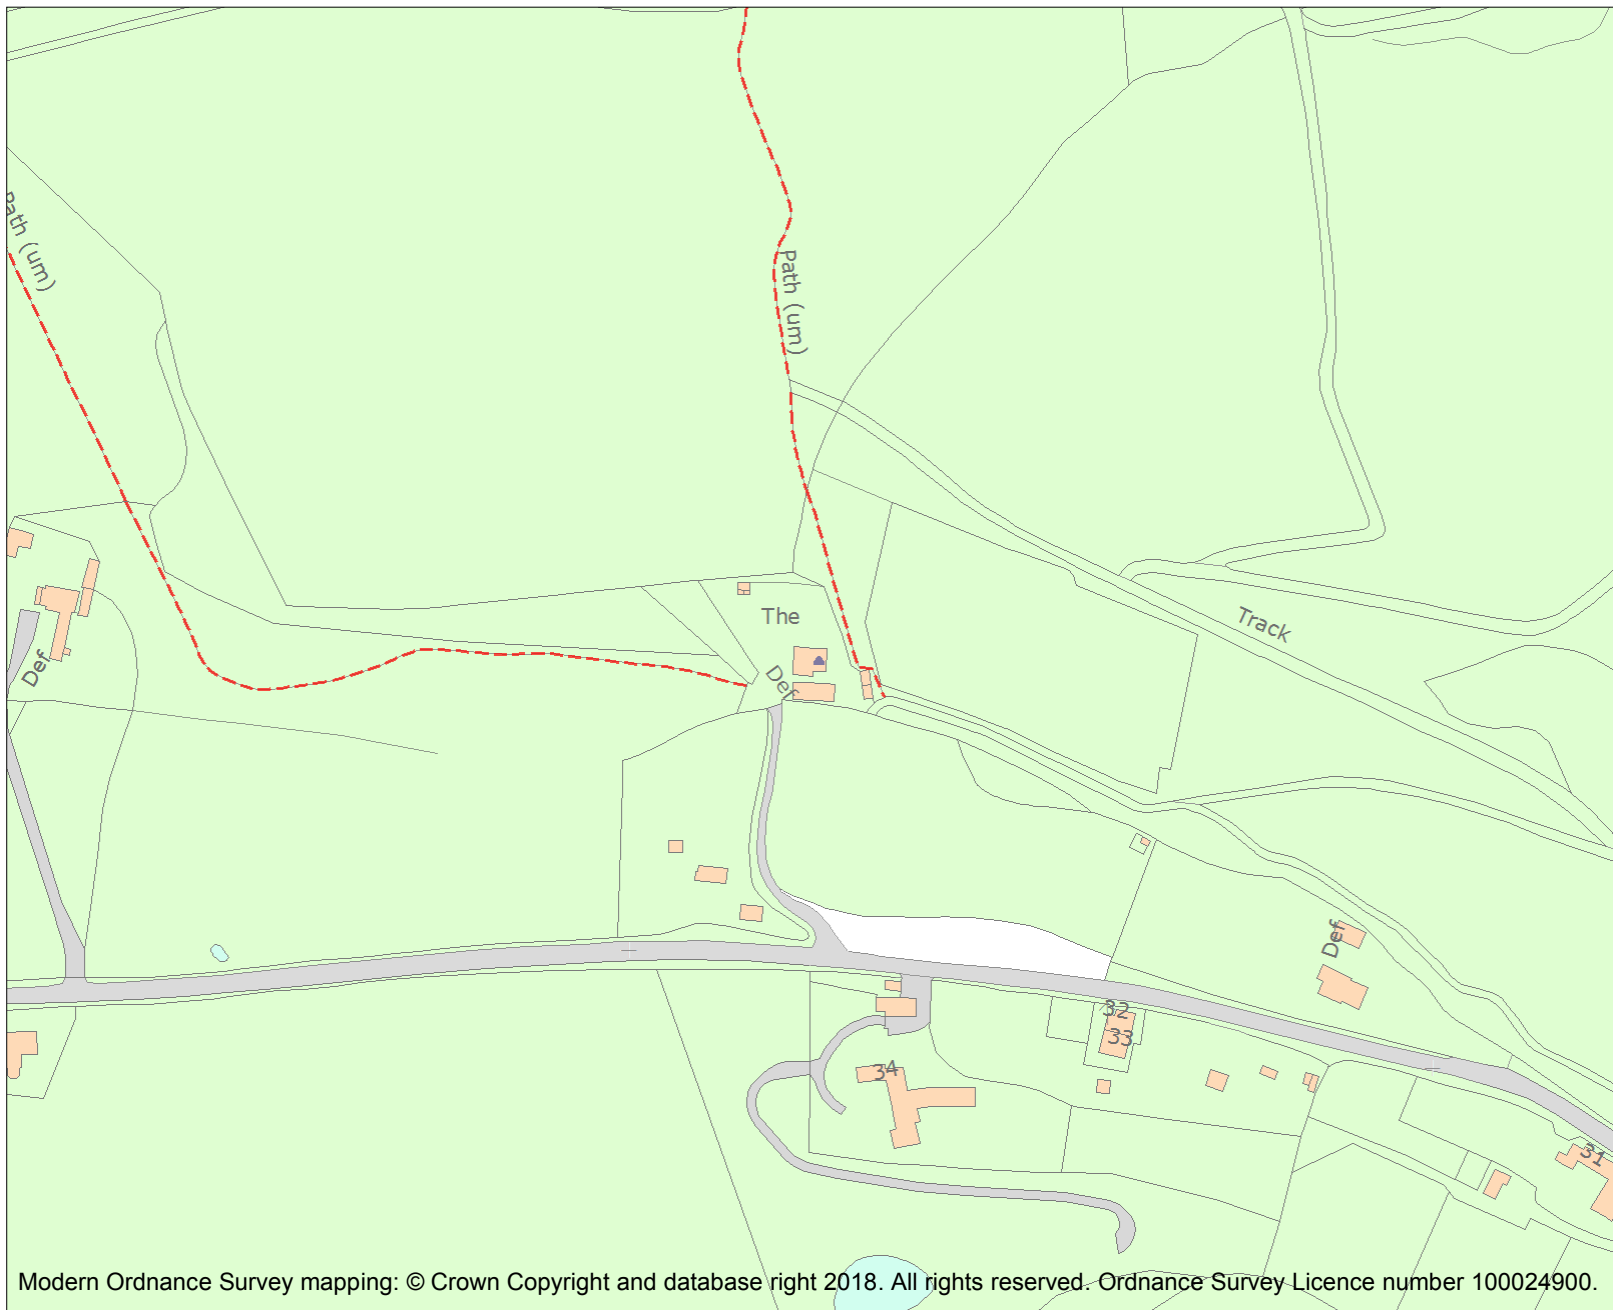 Path (um)
Path (um)
The
Track
Def
Def
Def
32
33
34
31
Modern Ordnance Survey mapping: © Crown Copyright and database right 2018. All rights reserved. Ordnance Survey Licence number 100024900.